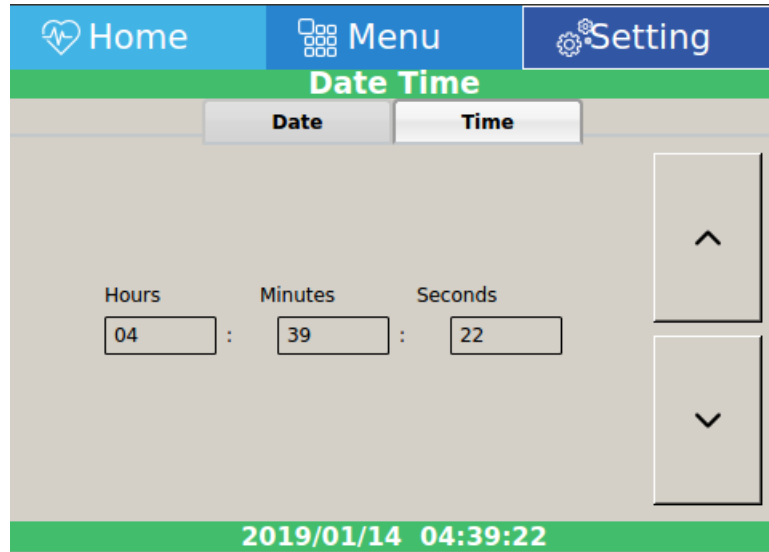 Home Menu Setting
Date Time
Date Time
Hours Minutes Seconds
04 : 39 : 22
2019/01/14 04:39:22